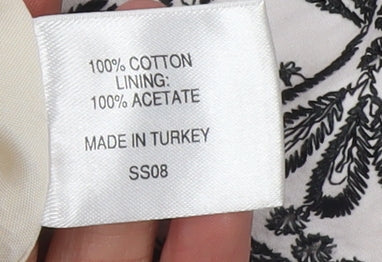 100% COTTON
LINING:
100% ACETATE
MADE IN TURKEY
SS08